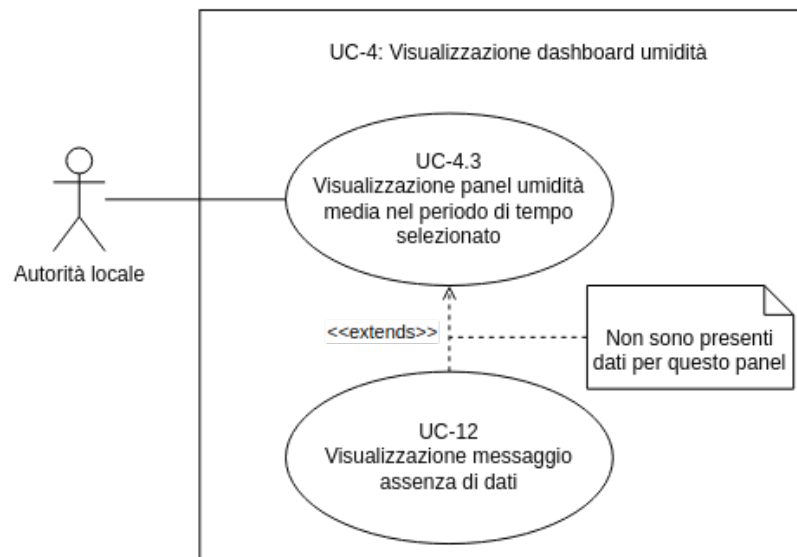 UC-4: Visualizzazione dashboard umidità
UC-4.3
Visualizzazione panel umidità
media nel periodo di tempo
selezionato
Autorità locale
<<extends>>
Non sono presenti
dati per questo panel
UC-12
Visualizzazione messaggio
assenza di dati